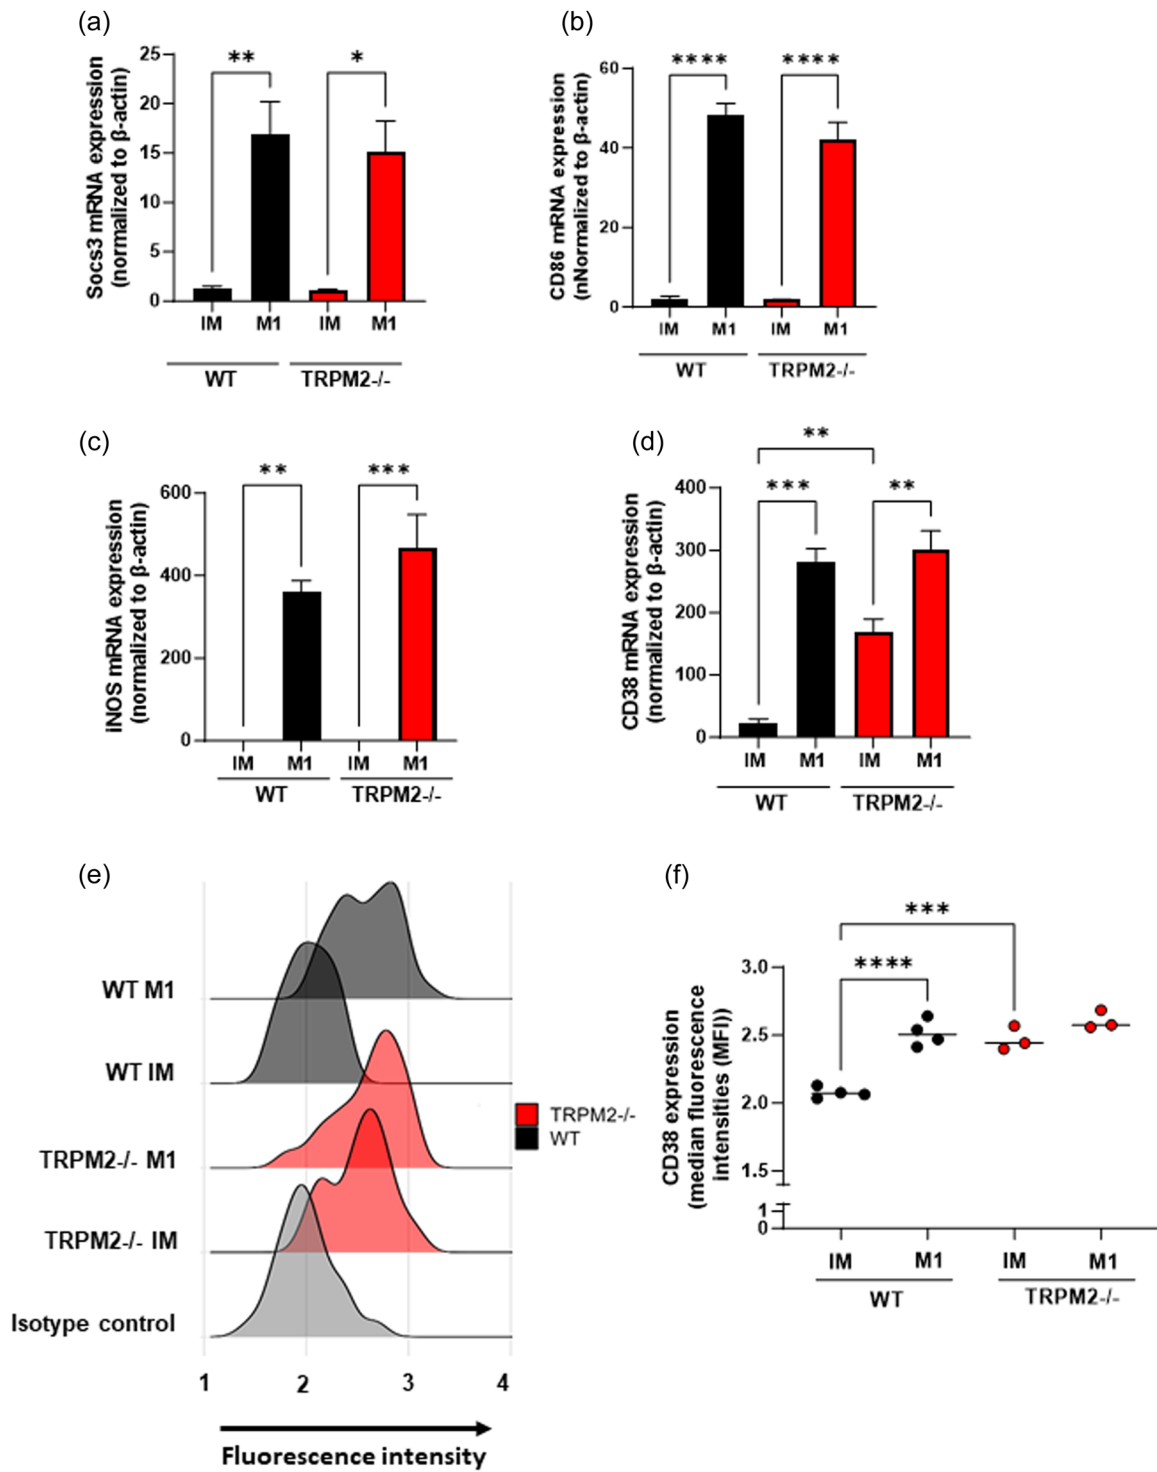 (a)
Socs3 mRNA expression
(normalized to β-actin)
25
20
15
10
5
0
**
*
IM M1 IM M1
WT TRPM2-/-
(b)
CD86 mRNA expression
(nNormalized to β-actin)
60
40
20
0
****
****
IM M1 IM M1
WT TRPM2-/-
(c)
iNOS mRNA expression
(normalized to β-actin)
600
400
200
0
**
***
IM M1 IM M1
WT TRPM2-/-
(d)
CD38 mRNA expression
(normalized to β-actin)
400
300
200
100
0
**
***
**
IM M1 IM M1
WT TRPM2-/-
(e)
WT M1
WT IM
TRPM2-/- M1
TRPM2-/- IM
Isotype control
1 2 3 4
Fluorescence intensity
TRPM2-/-
WT
(f)
CD38 expression
(median fluorescence
intensities (MFI))
3.0
2.5
2.0
1.5
1
0
***
****
IM M1 IM M1
WT TRPM2-/-